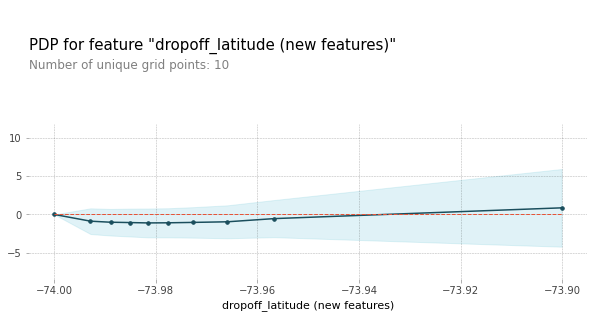 PDP for feature "dropoff_latitude (new features)"
Number of unique grid points: 10
10
5
0
−5
−74.00 −73.98 −73.96 −73.94 −73.92 −73.90
dropoff_latitude (new features)